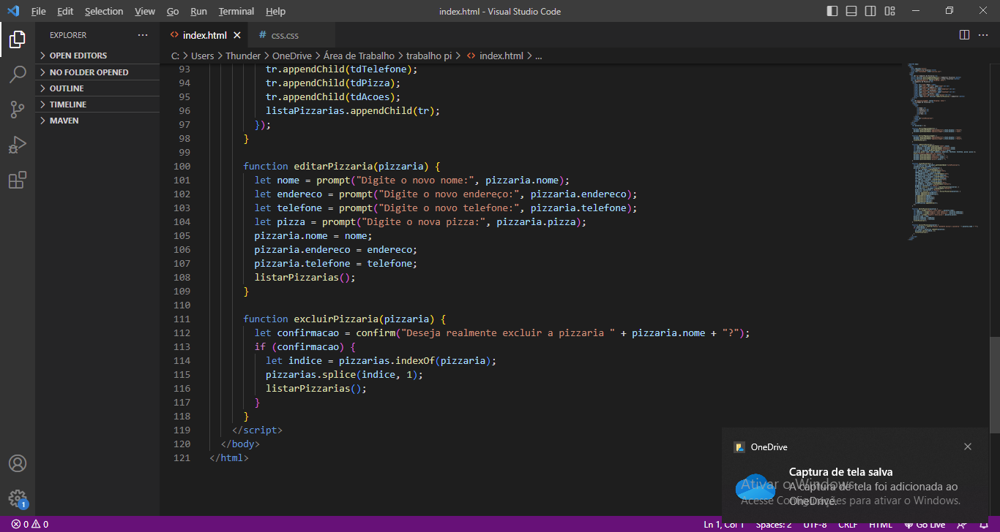 File Edit Selection View Go Run Terminal Help
index.html - Visual Studio Code
EXPLORER
OPEN EDITORS
NO FOLDER OPENED
OUTLINE
TIMELINE
MAVEN
index.html
# css.css
C: > Users > Thunder > OneDrive > Área de Trabalho > trabalho pi > index.html > ...
93 tr.appendChild(tdTelefone);
94 tr.appendChild(tdPizza);
95 tr.appendChild(tdAcoes);
96 listaPizzarias.appendChild(tr);
97 });
98 }
99
100 function editarPizzaria(pizzaria) {
101 let nome = prompt("Digite o novo nome:", pizzaria.nome);
102 let endereco = prompt("Digite o novo endereço:", pizzaria.endereco);
103 let telefone = prompt("Digite o novo telefone:", pizzaria.telefone);
104 let pizza = prompt("Digite o nova pizza:", pizzaria.pizza);
105 pizzaria.nome = nome;
106 pizzaria.endereco = endereco;
107 pizzaria.telefone = telefone;
108 listarPizzarias();
109 }
110
111 function excluirPizzaria(pizzaria) {
112 let confirmacao = confirm("Deseja realmente excluir a pizzaria " + pizzaria.nome + "?");
113 if (confirmacao) {
114 let indice = pizzarias.indexOf(pizzaria);
115 pizzarias.splice(indice, 1);
116 listarPizzarias();
117 }
118 }
119 </script>
120 </body>
121 </html>
OneDrive
Captura de tela salva
A captura de tela foi adicionada ao
OneDrive.
Ativar o Windows
Acesse Configurações para ativar o Windows.
1
0 0
Ln 1, Col 1 Spaces: 2 UTF-8 CRLF HTML Go Live